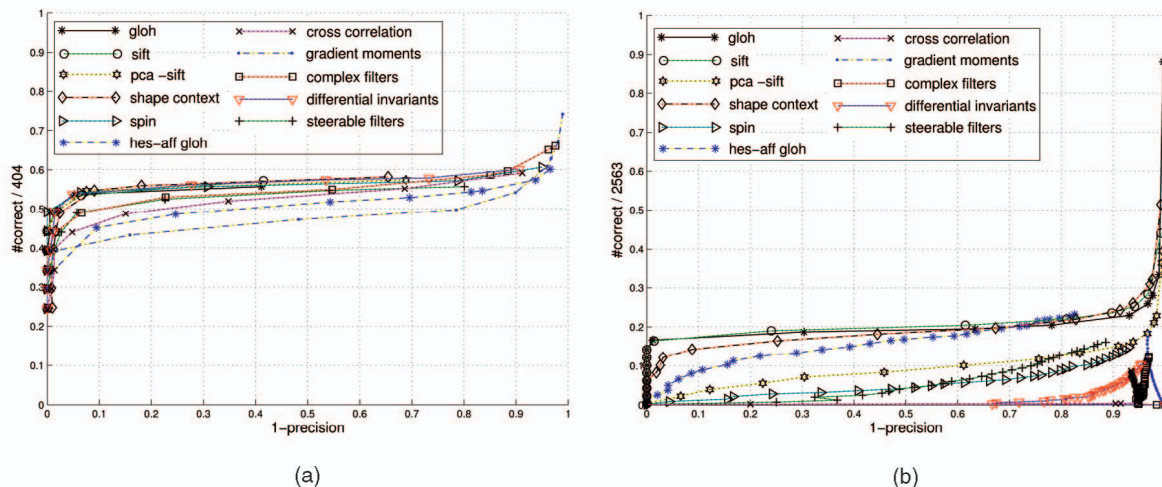 1
0.9
0.8
0.7
0.6
0.5
0.4
0.3
0.2
0.1
0
#correct / 404
gloh
sift
pca -sift
shape context
spin
hes-aff gloh
cross correlation
gradient moments
complex filters
differential invariants
steerable filters
0 0.1 0.2 0.3 0.4 0.5 0.6 0.7 0.8 0.9 1
1-precision
(a)
1
0.9
0.8
0.7
0.6
0.5
0.4
0.3
0.2
0.1
0
#correct / 2563
gloh
sift
pca -sift
shape context
spin
hes-aff gloh
cross correlation
gradient moments
complex filters
differential invariants
steerable filters
0 0.1 0.2 0.3 0.4 0.5 0.6 0.7 0.8 0.9
1-precision
(b)